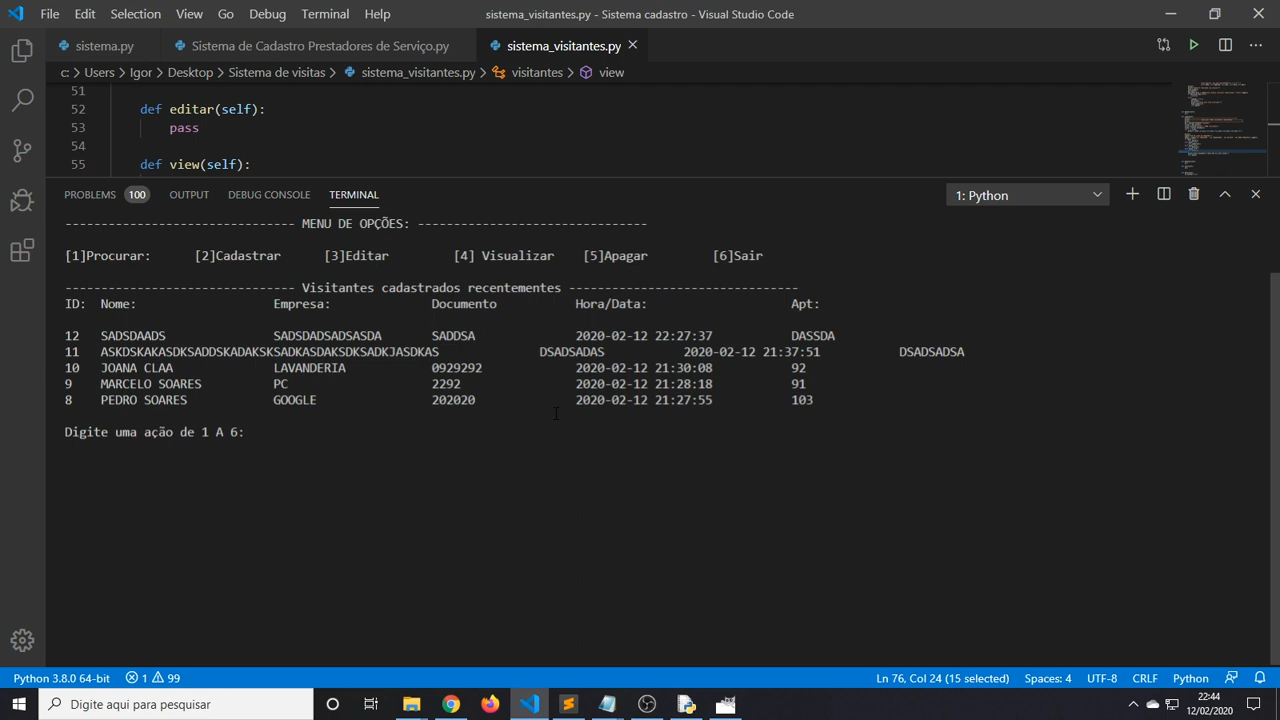 File Edit Selection View Go Debug Terminal Help sistema_visitantes.py - Sistema cadastro - Visual Studio Code
sistema.py Sistema de Cadastro Prestadores de Serviço.py sistema_visitantes.py
c: > Users > Igor > Desktop > Sistema de visitas > sistema_visitantes.py > visitantes > view
51
52 def editar(self):
53 pass
54
55 def view(self):
PROBLEMS 100 OUTPUT DEBUG CONSOLE TERMINAL 1: Python
-------------------------------- MENU DE OPÇÕES: --------------------------------
[1]Procurar: [2]Cadastrar [3]Editar [4] Visualizar [5]Apagar [6]Sair
-------------------------------- Visitantes cadastrados recentementes --------------------------------
ID: Nome: Empresa: Documento Hora/Data: Apt:
12 SADSDAADS SADSDADSADSASDA SADDSA 2020-02-12 22:27:37 DASSDA
11 ASKDSKAKASDKSADDSKADAKSKSADKASDAKSDKSADKJASDKAS DSADSADAS 2020-02-12 21:37:51 DSADSADSA
10 JOANA CLAA LAVANDERIA 0929292 2020-02-12 21:30:08 92
9 MARCELO SOARES PC 2292 2020-02-12 21:28:18 91
8 PEDRO SOARES GOOGLE 202020 2020-02-12 21:27:55 103
Digite uma ação de 1 A 6:
Python 3.8.0 64-bit 1 99 Ln 76, Col 24 (15 selected) Spaces: 4 UTF-8 CRLF Python
Digite aqui para pesquisar 22:44
12/02/2020